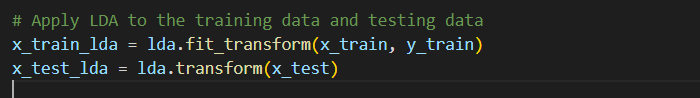 # Apply LDA to the training data and testing data
x_train_lda = lda.fit_transform(x_train, y_train)
x_test_lda = lda.transform(x_test)